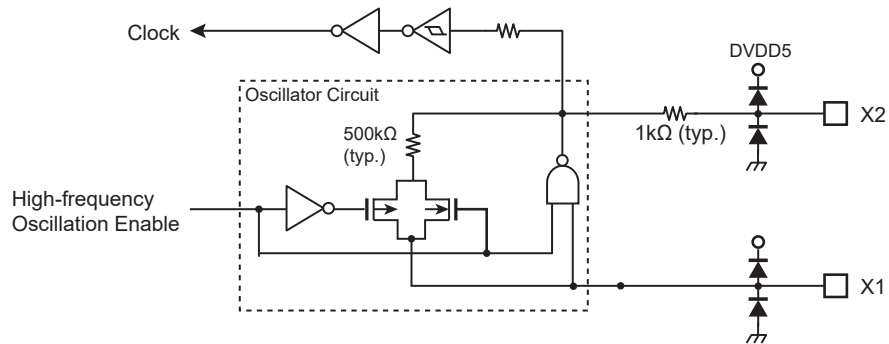 Clock
DVDD5
Oscillator Circuit
X2
500kΩ
(typ.)
1kΩ (typ.)
High-frequency
Oscillation Enable
X1